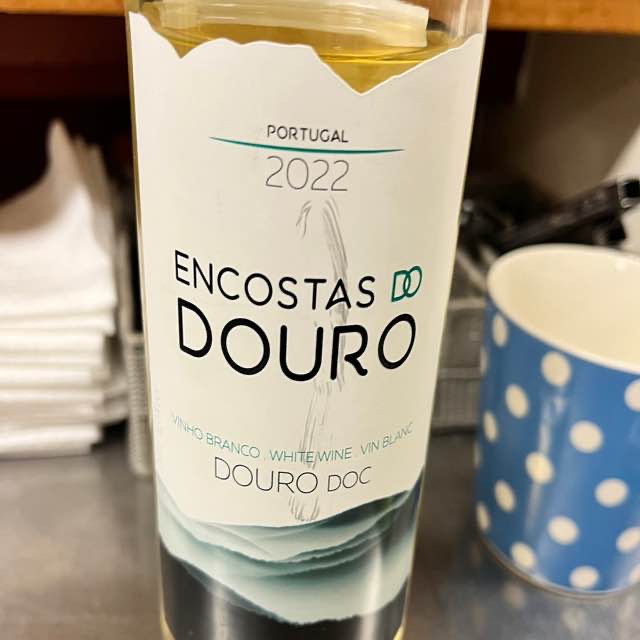 PORTUGAL
2022
ENCOSTAS DO
DOURO
VINHO BRANCO . WHITE WINE . VIN BLANC
DOURO DOC